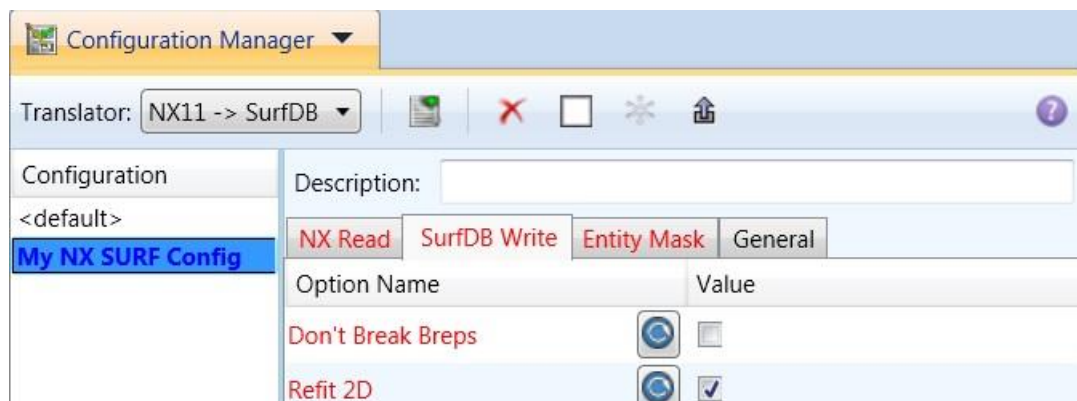 Configuration Manager
Translator: NX11 -> SurfDB
Configuration
Description:
<default>
NX Read SurfDB Write Entity Mask General
My NX SURF Config
Option Name Value
Don't Break Breps
Refit 2D